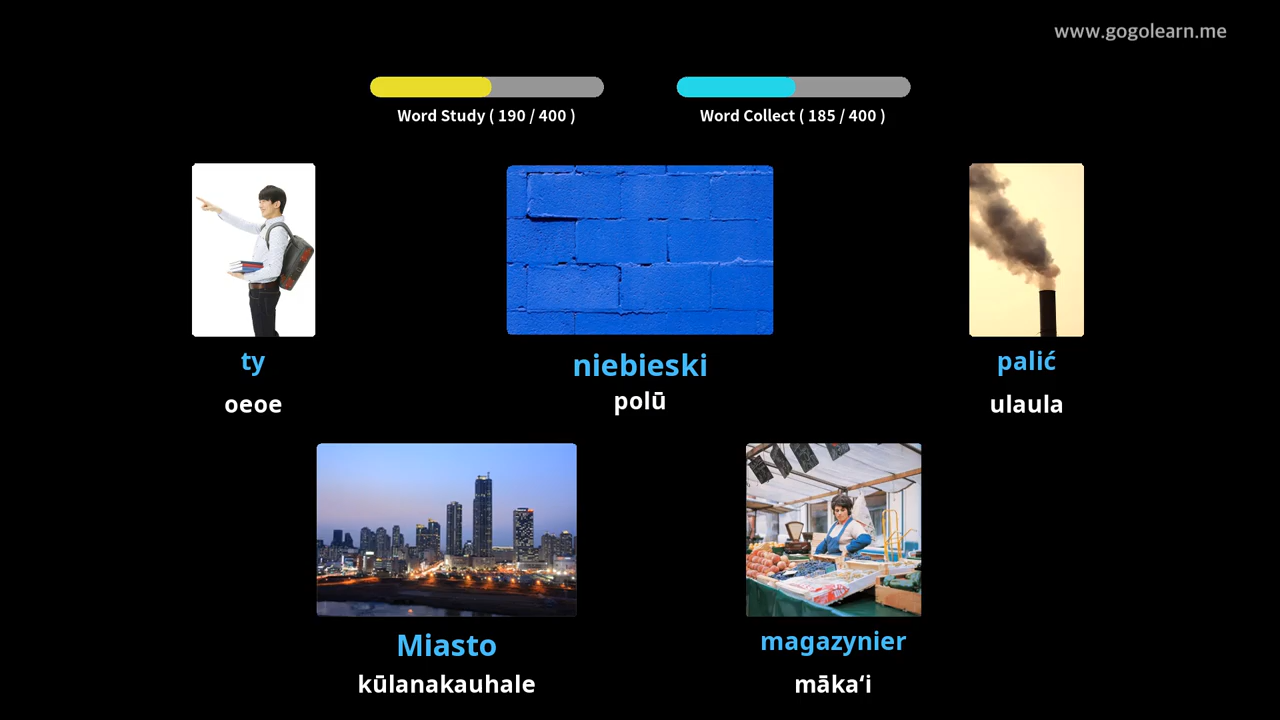 www.gogolearn.me
Word Study ( 190 / 400 )
Word Collect ( 185 / 400 )
ty
oeoe
niebieski
polū
palić
ulaula
Miasto
kūlanakauhale
magazynier
mākaʻi